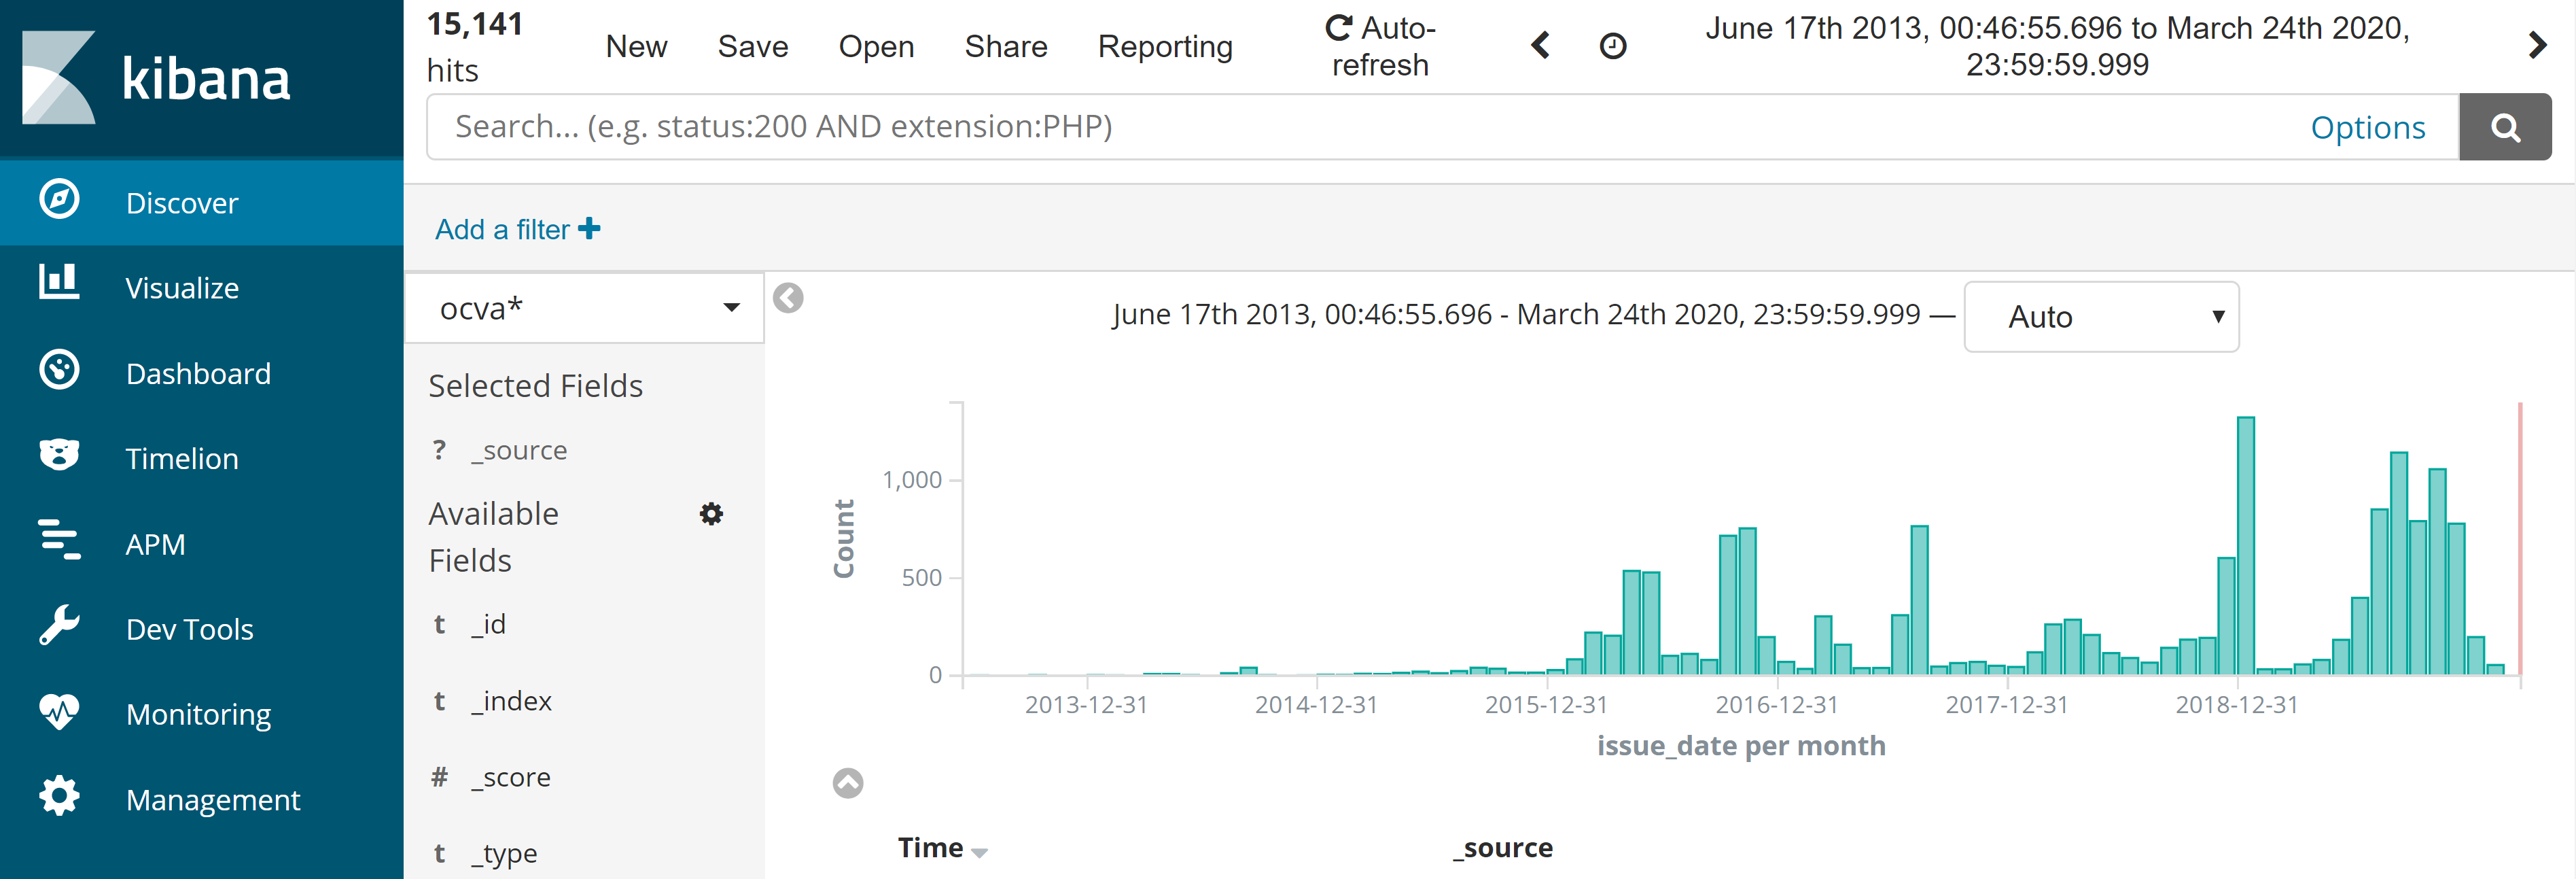 kibana
15,141
hits
New
Save
Open
Share
Reporting
Auto-
refresh
June 17th 2013, 00:46:55.696 to March 24th 2020,
23:59:59.999
Search... (e.g. status:200 AND extension:PHP)
Options
Discover
Visualize
Dashboard
Timelion
APM
Dev Tools
Monitoring
Management
Add a filter
ocva*
Selected Fields
? _source
Available
Fields
t _id
t _index
# _score
t _type
June 17th 2013, 00:46:55.696 - March 24th 2020, 23:59:59.999 —
Auto
Count
1,000
500
0
2013-12-31
2014-12-31
2015-12-31
2016-12-31
2017-12-31
2018-12-31
issue_date per month
Time
_source